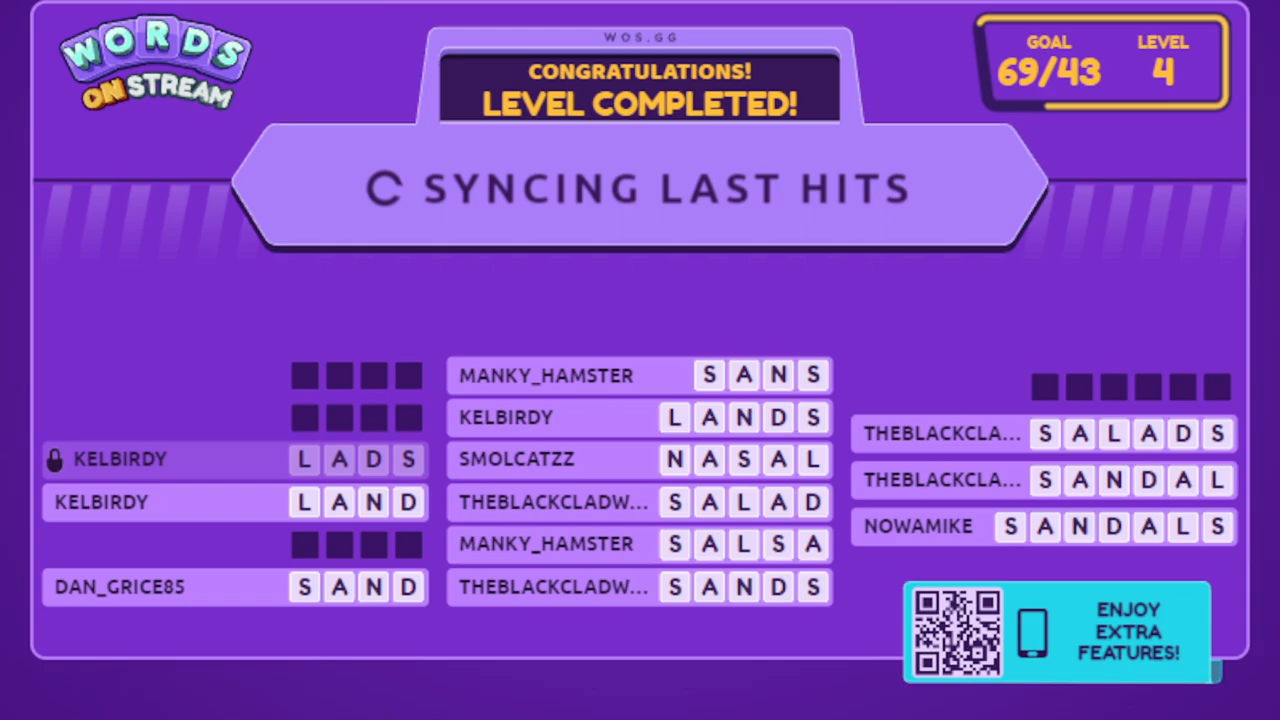 WORDS
ON STREAM
WOS.GG
CONGRATULATIONS!
LEVEL COMPLETED!
GOAL
69/43
LEVEL
4
SYNCING LAST HITS
KELBIRDY LADS
KELBIRDY LAND
DAN_GRICE85 SAND
MANKY_HAMSTER SANS
KELBIRDY LANDS
SMOLCATZZ NASAL
THEBLACKCLADW... SALAD
MANKY_HAMSTER SALSA
THEBLACKCLADW... SANDS
THEBLACKCLA... SALADS
THEBLACKCLA... SANDAL
NOWAMIKE SANDALS
ENJOY
EXTRA
FEATURES!